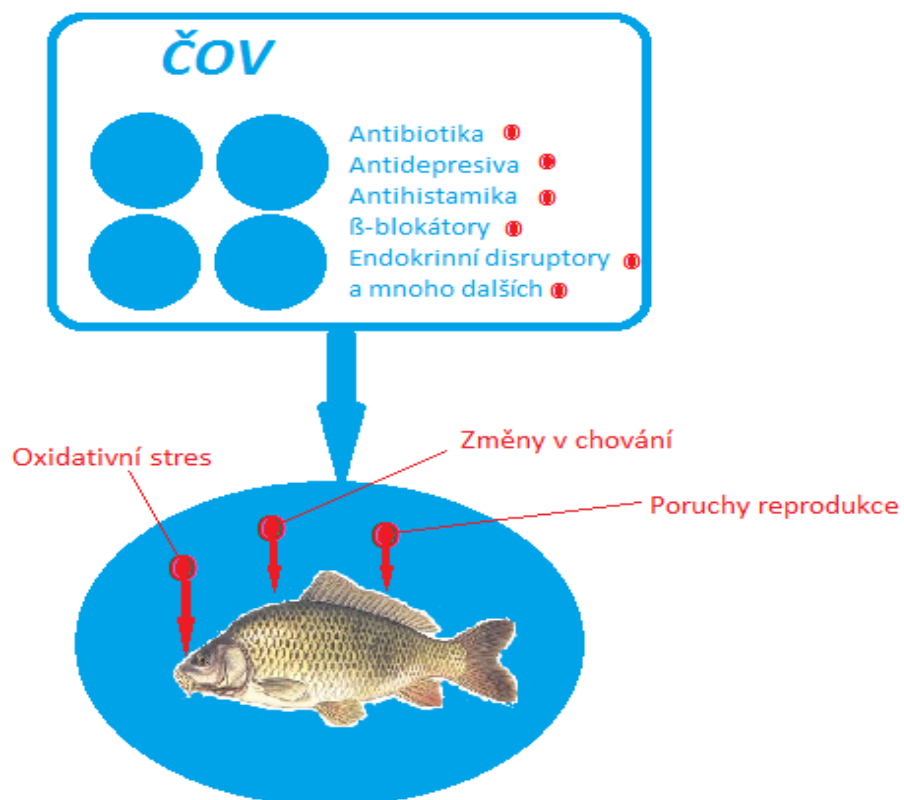 ČOV
Antibiotika
Antidepresiva
Antihistamika
ß-blokátory
Endokrinní disruptory
a mnoho dalších
Změny v chování
Oxidativní stres
Poruchy reprodukce